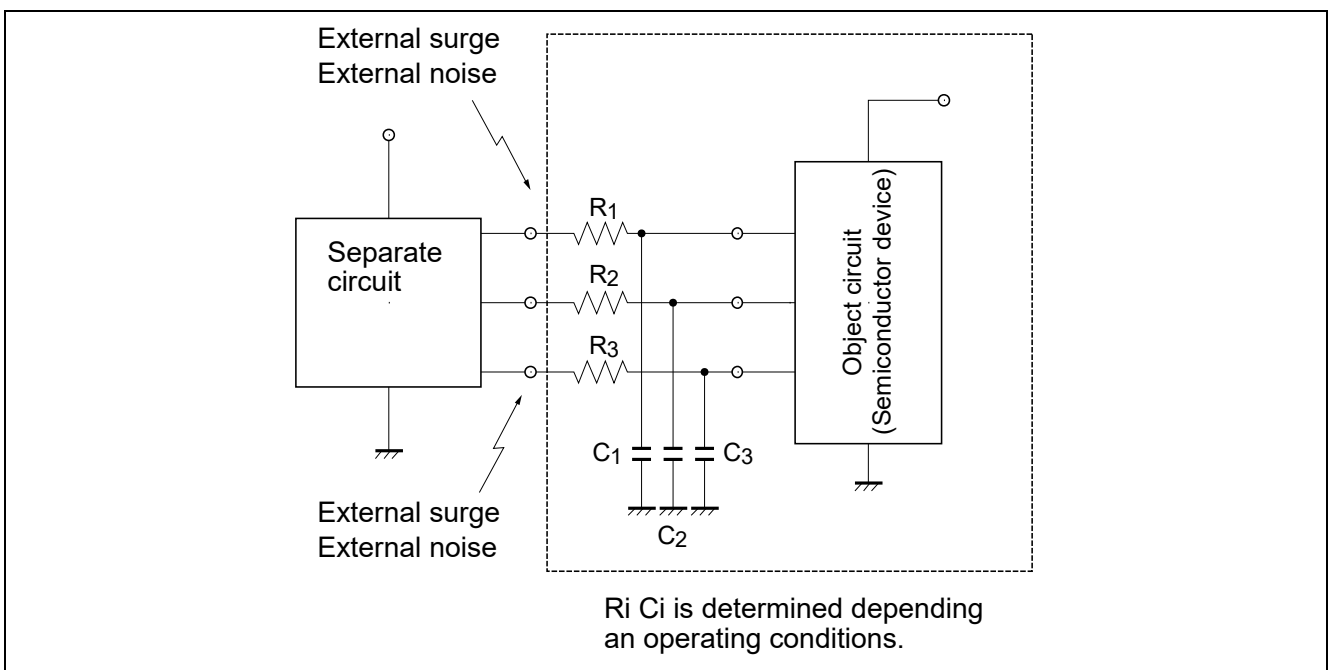 External surge
External noise
Separate
circuit
R1
R2
R3
C1
C3
C2
Object circuit
(Semiconductor device)
External surge
External noise
Ri Ci is determined depending
an operating conditions.